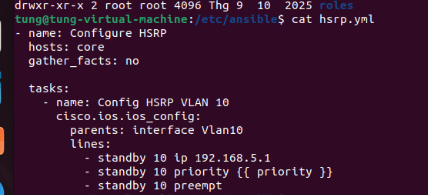 drwxr-xr-x 2 root root 4096 Thg 9  10  2025 roles
tung@tung-virtual-machine:/etc/ansible$ cat hsrp.yml
- name: Configure HSRP
  hosts: core
  gather_facts: no

  tasks:
    - name: Config HSRP VLAN 10
      cisco.ios.ios_config:
        parents: interface Vlan10
        lines:
          - standby 10 ip 192.168.5.1
          - standby 10 priority {{ priority }}
          - standby 10 preempt